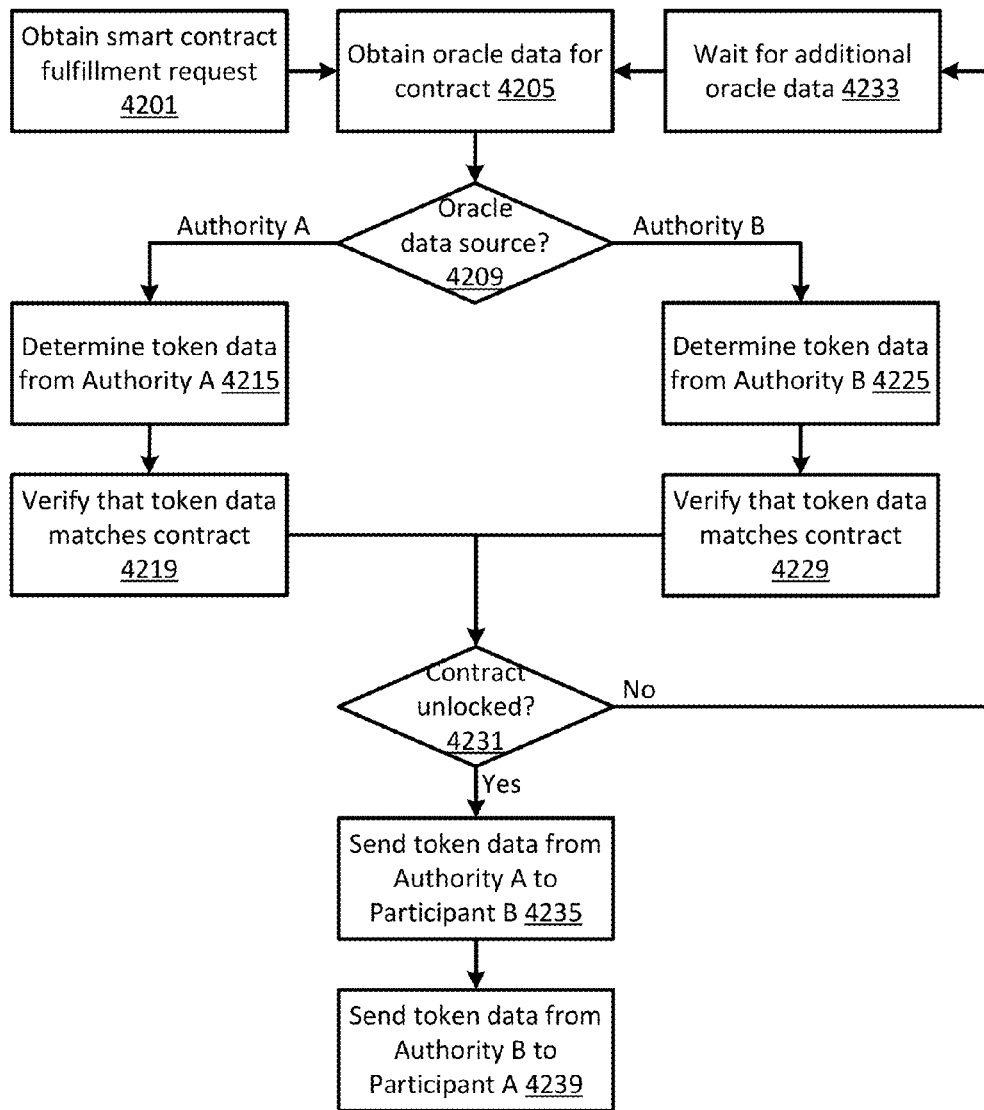 Obtain smart contract
fulfillment request
4201
Obtain oracle data for
contract 4205
Wait for additional
oracle data 4233
Oracle
data source?
4209
Authority A
Authority B
Determine token data
from Authority A 4215
Determine token data
from Authority B 4225
Verify that token data
matches contract
4219
Verify that token data
matches contract
4229
Contract
unlocked?
4231
No
Yes
Send token data from
Authority A to
Participant B 4235
Send token data from
Authority B to
Participant A 4239